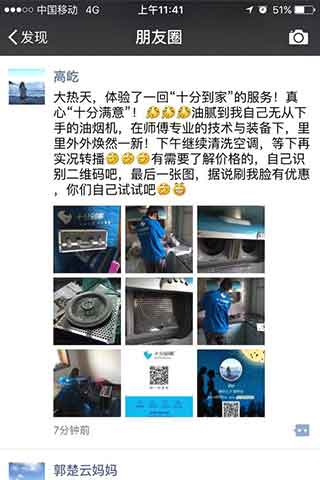 中国移动 4G 上午11:41 51%
发现 朋友圈
高屹
大热天，体验了一回“十分到家”的服务！真
心“十分满意”！油腻到我自己无从下
手的油烟机，在师傅专业的技术与装备下，里
里外外焕然一新！下午继续清洗空调，等下再
实况转播有需要了解价格的，自己识
别二维码吧，最后一张图，据说刷我脸有优惠
，你们自己试试吧
十分到家
7分钟前
郭楚云妈妈